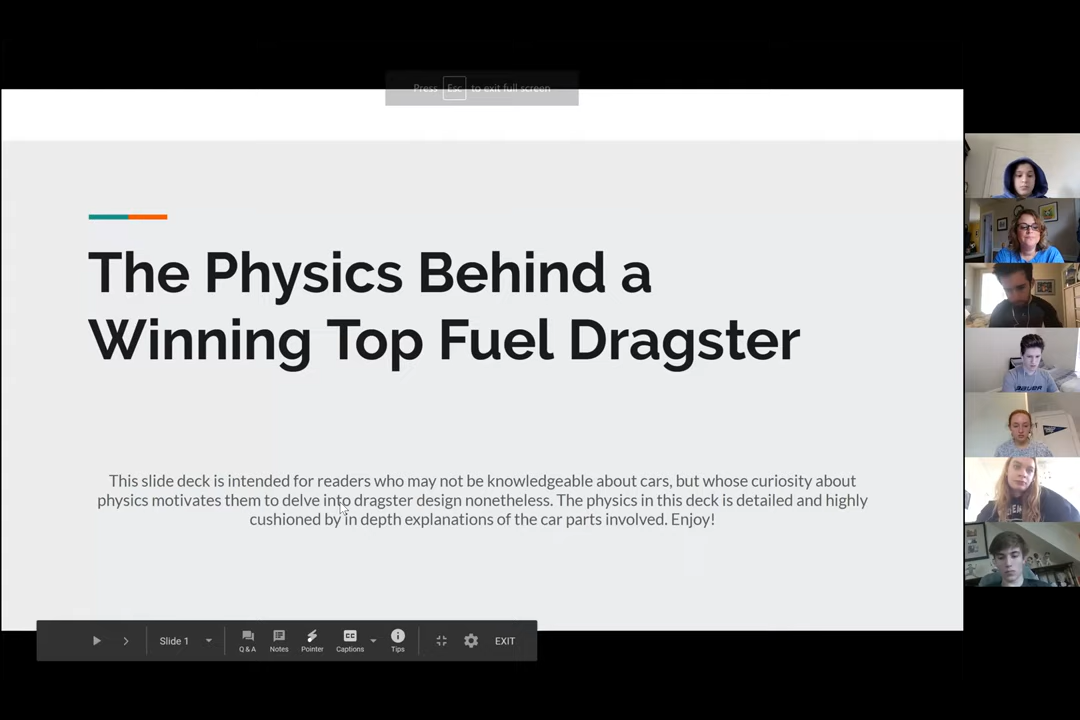 Press Esc to exit full screen
The Physics Behind a
Winning Top Fuel Dragster
This slide deck is intended for readers who may not be knowledgeable about cars, but whose curiosity about
physics motivates them to delve into dragster design nonetheless. The physics in this deck is detailed and highly
cushioned by in depth explanations of the car parts involved. Enjoy!
Slide 1
Q & A
Notes
Pointer
CC
Captions
Tips
EXIT